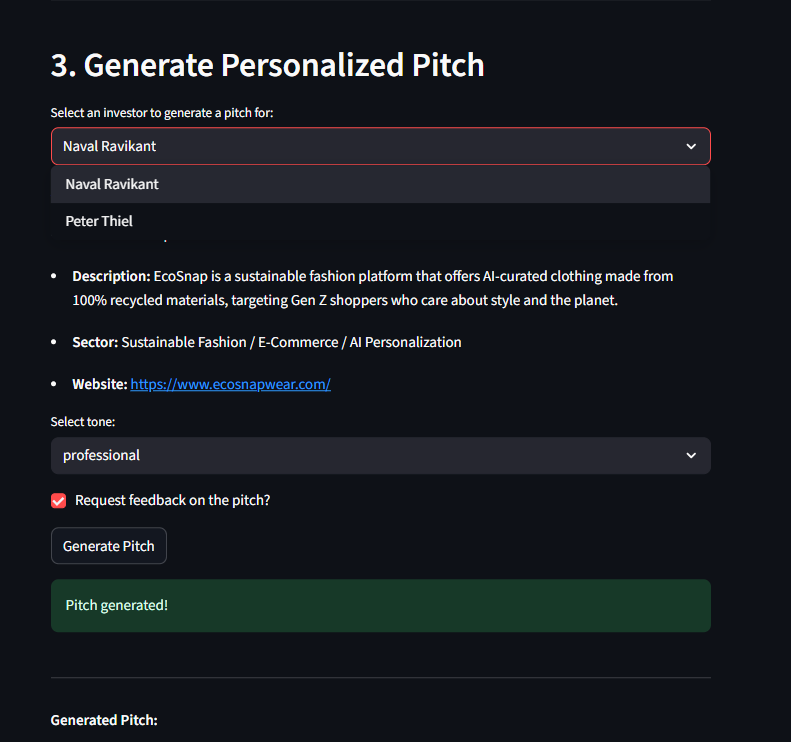 3. Generate Personalized Pitch
Select an investor to generate a pitch for:
Naval Ravikant
Naval Ravikant
Peter Thiel
Description: EcoSnap is a sustainable fashion platform that offers AI-curated clothing made from
100% recycled materials, targeting Gen Z shoppers who care about style and the planet.
Sector: Sustainable Fashion / E-Commerce / AI Personalization
Website: https://www.ecosnapwear.com/
Select tone:
professional
Request feedback on the pitch?
Generate Pitch
Pitch generated!
Generated Pitch: